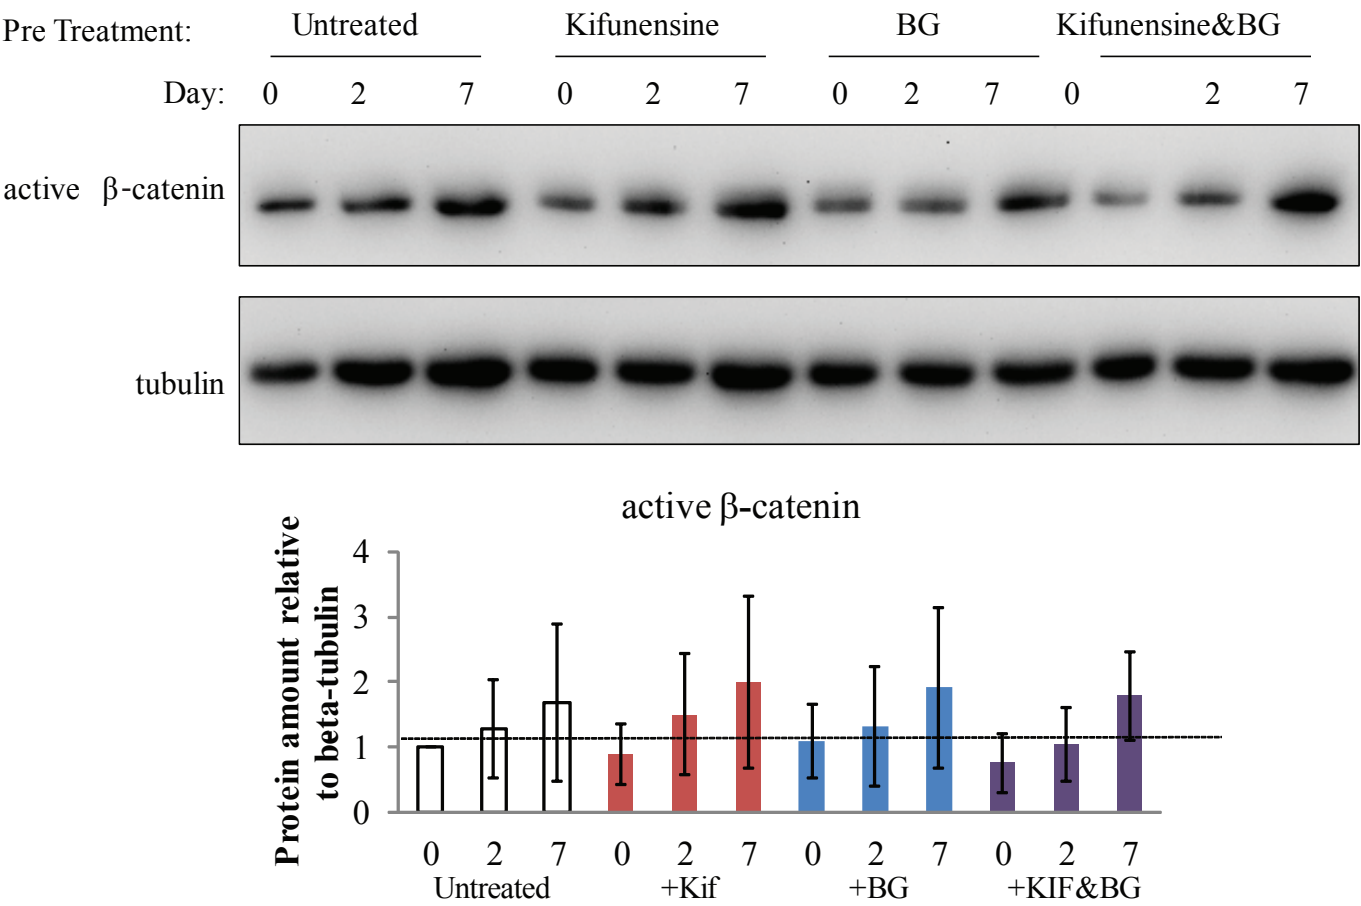 Pre Treatment: Untreated Kifunensine BG Kifunensine&BG
Day: 0 2 7 0 2 7 0 2 7 0 2 7
active β-catenin
tubulin
active β-catenin
Protein amount relative
to beta-tubulin
4
3
2
1
0
0 2 7 0 2 7 0 2 7 0 2 7
Untreated +Kif +BG +KIF&BG